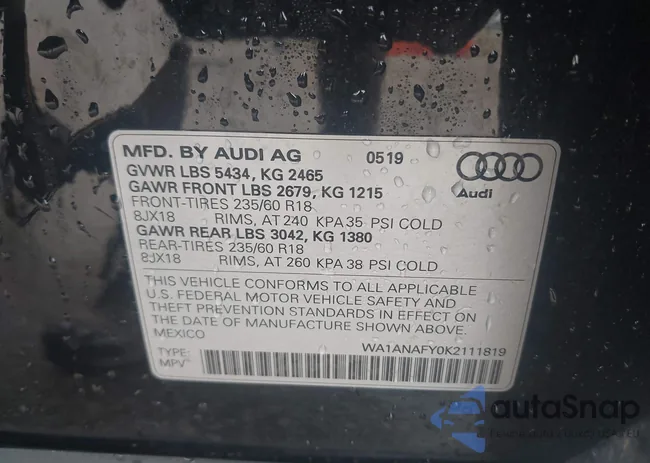 MFD. BY AUDI AG 0519
GVWR LBS 5434, KG 2465
GAWR FRONT LBS 2679, KG 1215
FRONT-TIRES 235/60 R18
8JX18 RIMS, AT 240 KPA 35 PSI COLD
GAWR REAR LBS 3042, KG 1380
REAR-TIRES 235/60 R18
8JX18 RIMS, AT 260 KPA 38 PSI COLD
Audi
THIS VEHICLE CONFORMS TO ALL APPLICABLE
U.S. FEDERAL MOTOR VEHICLE SAFETY AND
THEFT PREVENTION STANDARDS IN EFFECT ON
THE DATE OF MANUFACTURE SHOWN ABOVE.
MEXICO
TYPE: WA1ANAFY0K2111819
MPV
autoSnap